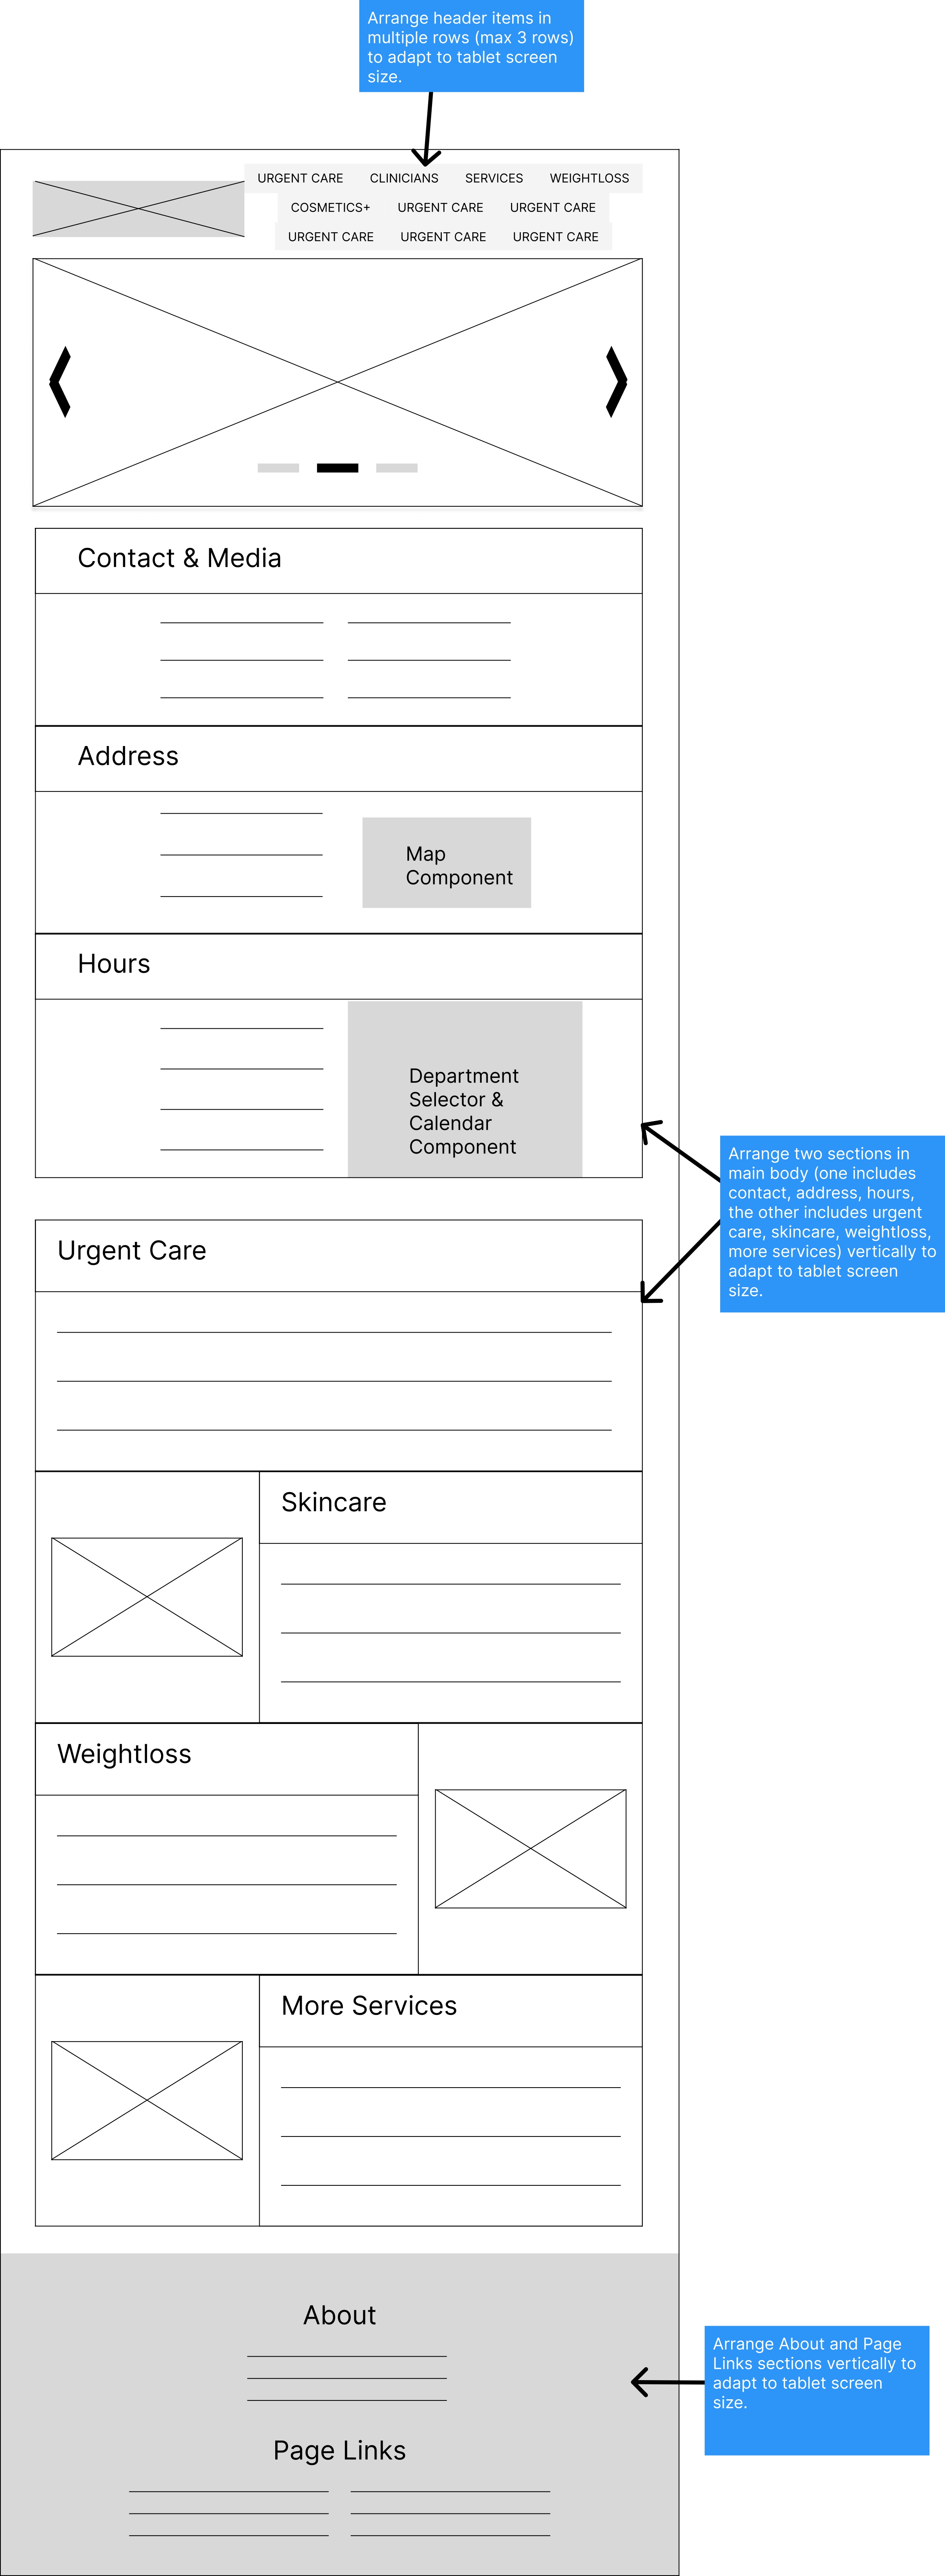 Arrange header items in
multiple rows (max 3 rows)
to adapt to tablet screen
size.
URGENT CARE CLINICIANS SERVICES WEIGHTLOSS
COSMETICS+ URGENT CARE URGENT CARE
URGENT CARE URGENT CARE URGENT CARE
Contact & Media
Address
Map
Component
Hours
Department
Selector &
Calendar
Component
Arrange two sections in
main body (one includes
contact, address, hours,
the other includes urgent
care, skincare, weightloss,
more services) vertically to
adapt to tablet screen
size.
Urgent Care
Skincare
Weightloss
More Services
About
Arrange About and Page
Links sections vertically to
adapt to tablet screen
size.
Page Links